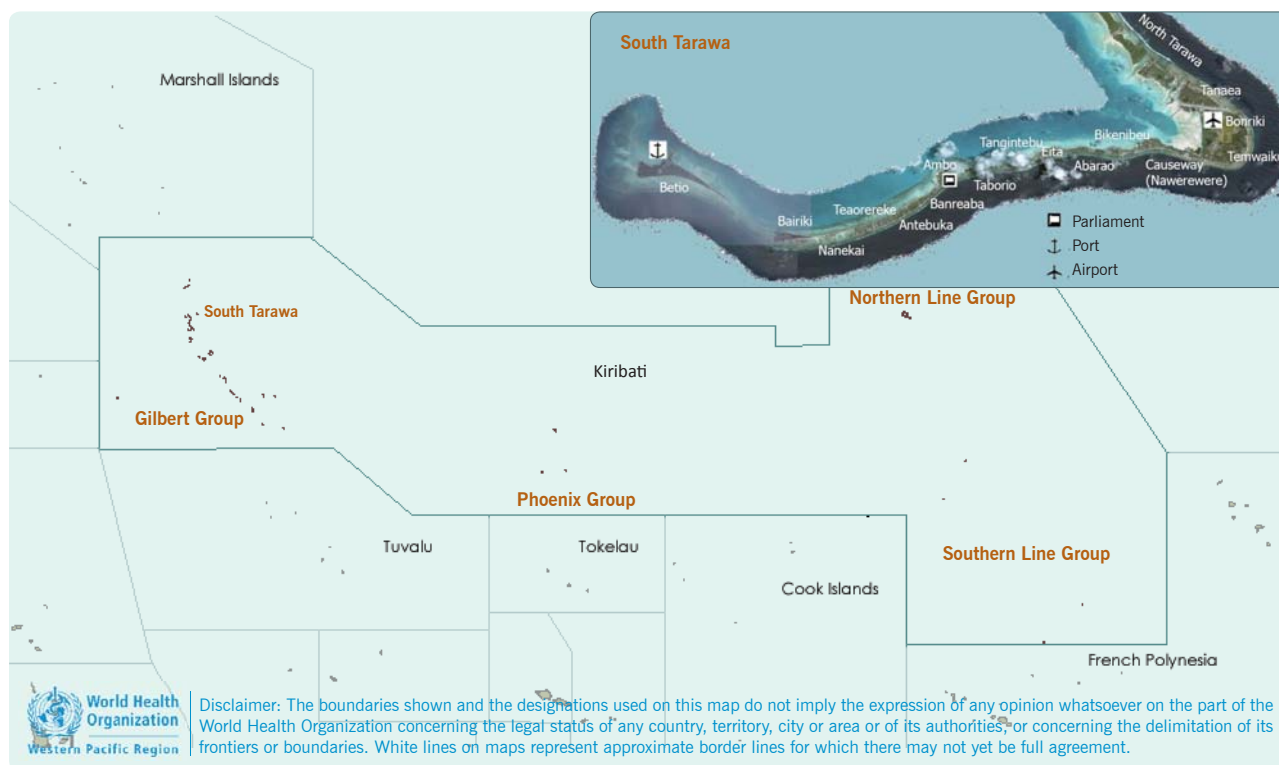 South Tarawa
North Tarawa
Marshall Islands
Tanaea
Bonriki
Temwaiku
Bikenibeu
Tangintebu
Eita
Ambo
Abarao
Causeway
(Nawerewere)
Taborio
Betio
Banreaba
Teaorereke
Bairiki
Antebuka
Nanekai
Parliament
Port
Airport
Northern Line Group
South Tarawa
Kiribati
Gilbert Group
Phoenix Group
Tuvalu
Tokelau
Southern Line Group
Cook Islands
French Polynesia
World Health
Organization
Western Pacific Region
Disclaimer: The boundaries shown and the designations used on this map do not imply the expression of any opinion whatsoever on the part of the
World Health Organization concerning the legal status of any country, territory, city or area or of its authorities, or concerning the delimitation of its
frontiers or boundaries. White lines on maps represent approximate border lines for which there may not yet be full agreement.